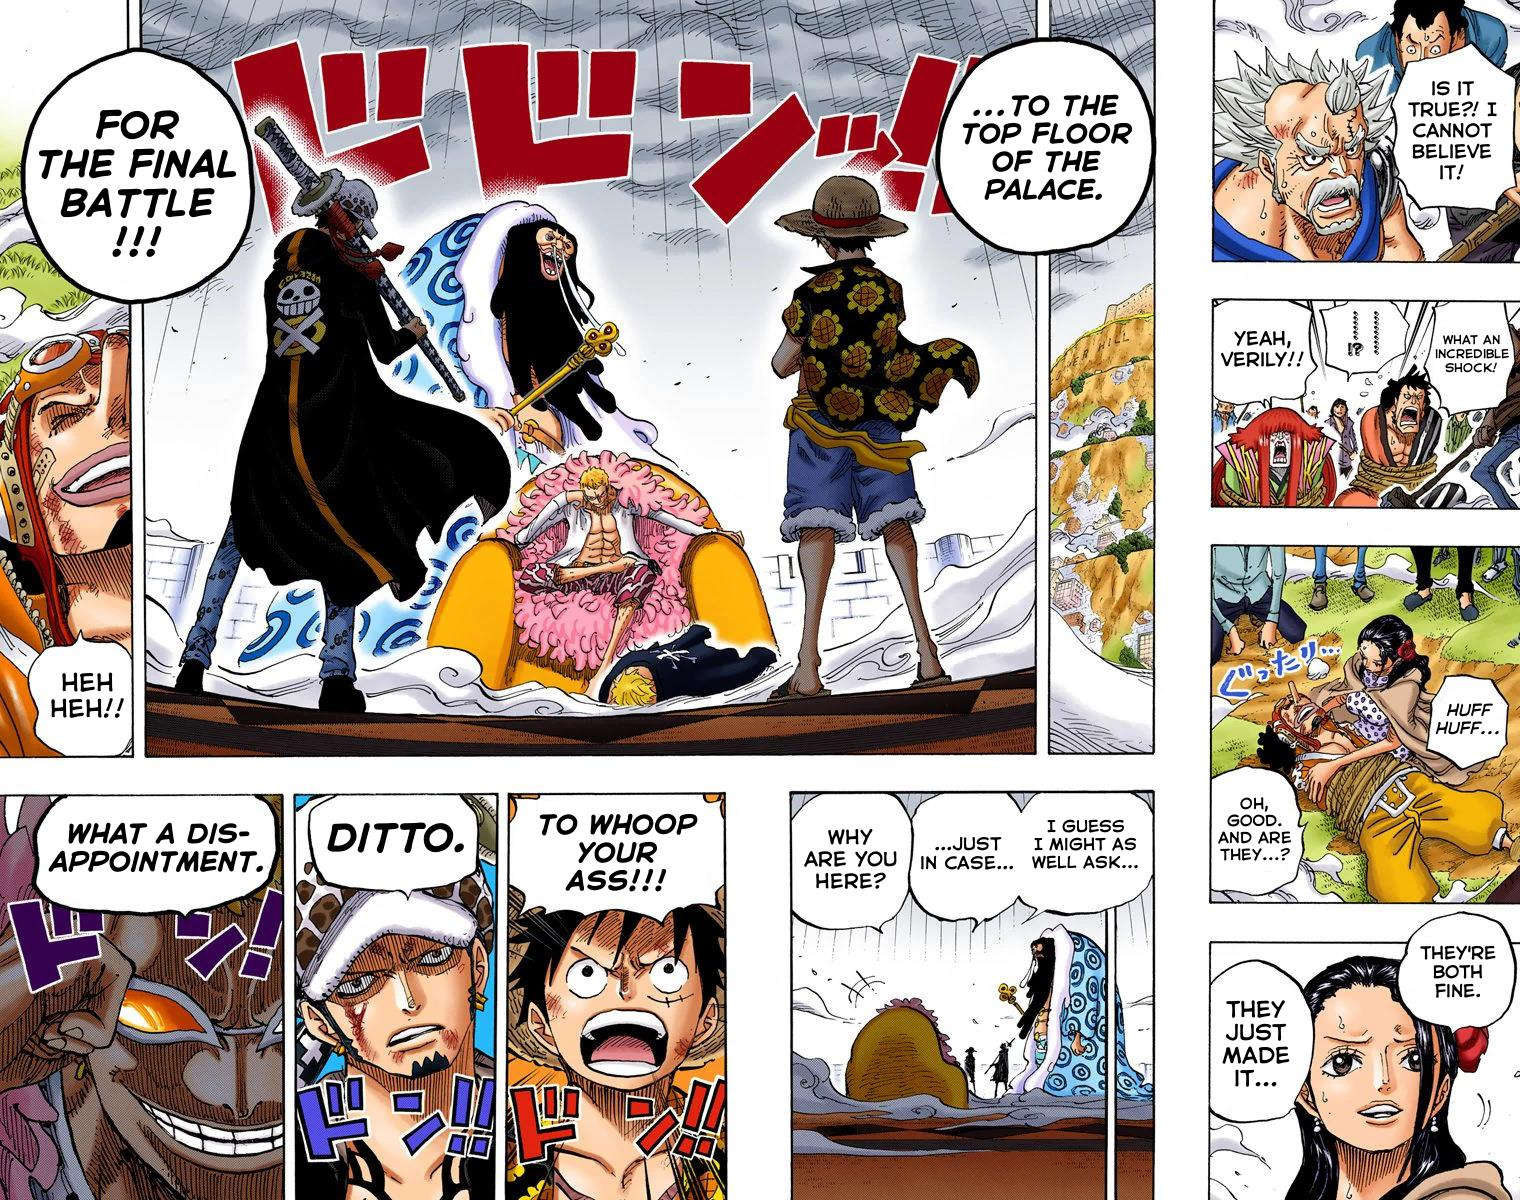 IS IT
TRUE?! I
CANNOT
BELIEVE
IT!
WHAT AN
INCREDIBLE
SHOCK!
!?
YEAH,
VERILY!!
ぐったり…
HUFF
HUFF...
OH,
GOOD.
AND ARE
THEY...?
THEY'RE
BOTH
FINE.
THEY
JUST
MADE
IT...
...TO THE
TOP FLOOR
OF THE
PALACE.
ドドンッ!!
FOR
THE FINAL
BATTLE
!!!
HEH
HEH!!
I GUESS
I MIGHT AS
WELL ASK...
...JUST
IN CASE...
WHY
ARE YOU
HERE?
TO WHOOP
YOUR
ASS!!!
ドン!!
DITTO.
ドン!!
WHAT A DIS-
APPOINTMENT.
ドン!